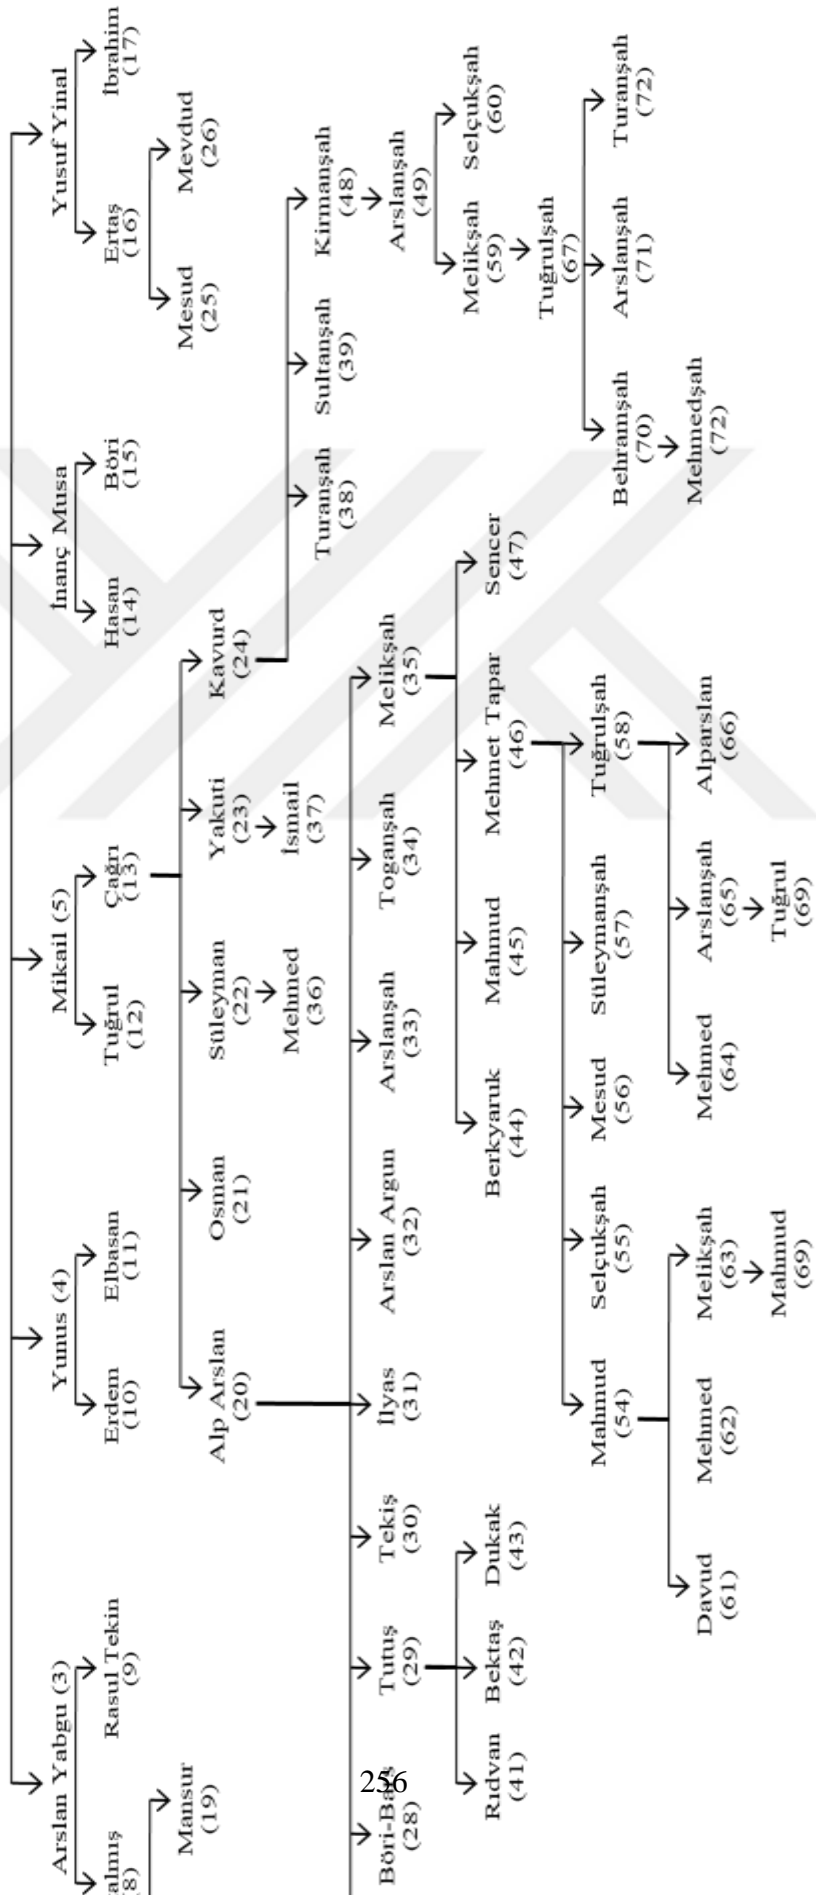 Arslan Yabgu (3)
Yunus (4)
Mikail (5)
İnanç Musa
Yusuf Yinal
almış
(8)
Rasul Tekin
(9)
Erdem
(10)
Elbasan
(11)
Tuğrul
(12)
Çağrı
(13)
Hasan
(14)
Böri
(15)
Ertaş
(16)
İbrahim
(17)
Mansur
(19)
Mesud
(25)
Mevdud
(26)
Alp Arslan
(20)
Osman
(21)
Süleyman
(22)
Yakuti
(23)
Kavurd
(24)
Mehmed
(36)
İsmail
(37)
Turanşah
(38)
Sultanşah
(39)
Kirmanşah
(48)
Böri-Bars
(28)
Tutuş
(29)
Tekiş
(30)
İlyas
(31)
Arslan Argun
(32)
Arslanşah
(33)
Toganşah
(34)
Melikşah
(35)
Arslanşah
(49)
Rıdvan
(41)
Bektaş
(42)
Dukak
(43)
Berkyaruk
(44)
Mahmud
(45)
Mehmet Tapar
(46)
Sencer
(47)
Melikşah
(59)
Selçukşah
(60)
Tuğrulşah
(67)
Mahmud
(54)
Selçukşah
(55)
Mesud
(56)
Süleymanşah
(57)
Tuğrulşah
(58)
Behramşah
(70)
Arslanşah
(71)
Turanşah
(72)
Davud
(61)
Mehmed
(62)
Melikşah
(63)
Mehmed
(64)
Arslanşah
(65)
Alparslan
(66)
Mehmedşah
(72)
Mahmud
(69)
Tuğrul
(69)
256